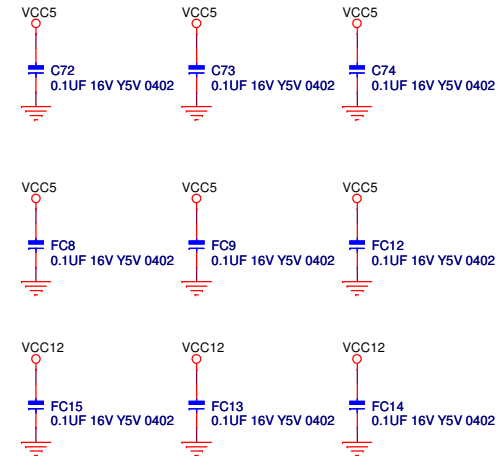 VCC5 VCC5 VCC5
C72 C73 C74
0.1UF 16V Y5V 0402 0.1UF 16V Y5V 0402 0.1UF 16V Y5V 0402
VCC5 VCC5 VCC5
FC8 FC9 FC12
0.1UF 16V Y5V 0402 0.1UF 16V Y5V 0402 0.1UF 16V Y5V 0402
VCC12 VCC12 VCC12
FC15 FC13 FC14
0.1UF 16V Y5V 0402 0.1UF 16V Y5V 0402 0.1UF 16V Y5V 0402